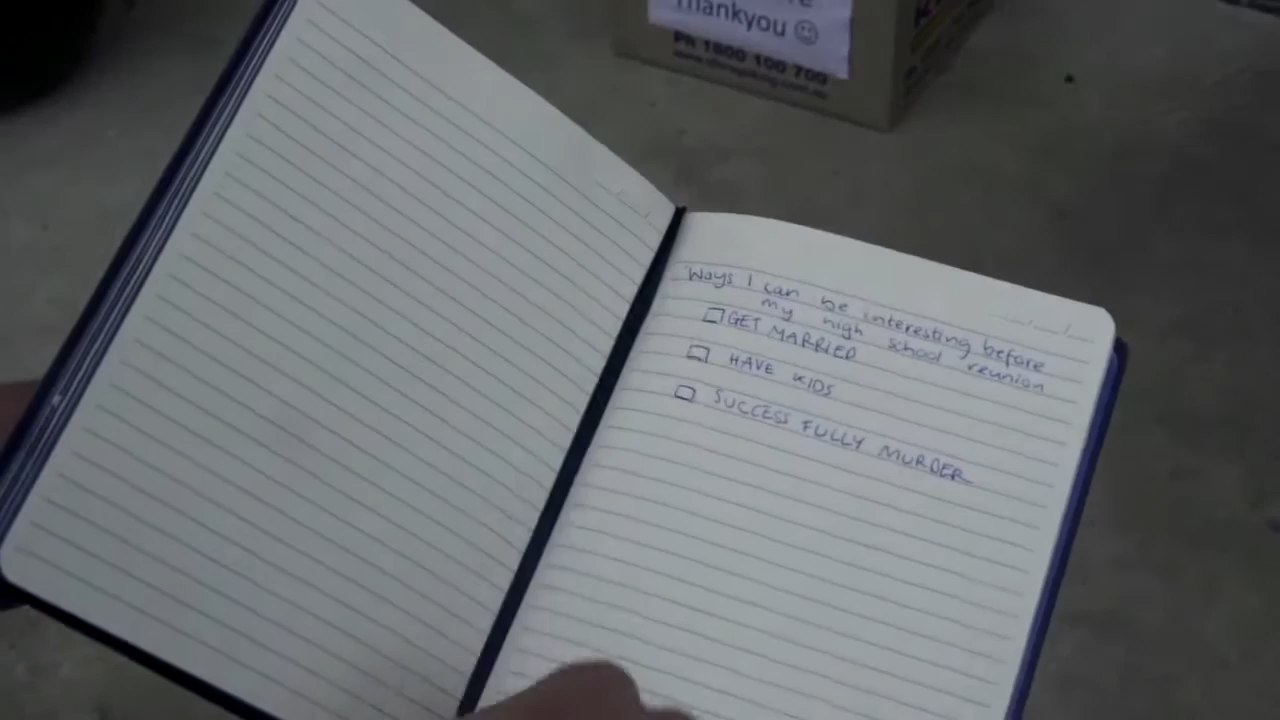 Thankyou ☺
Ph 1800 100 700
Ways I can be interesting before
my high school reunion
GET MARRIED
HAVE KIDS
SUCCESS FULLY MURDER